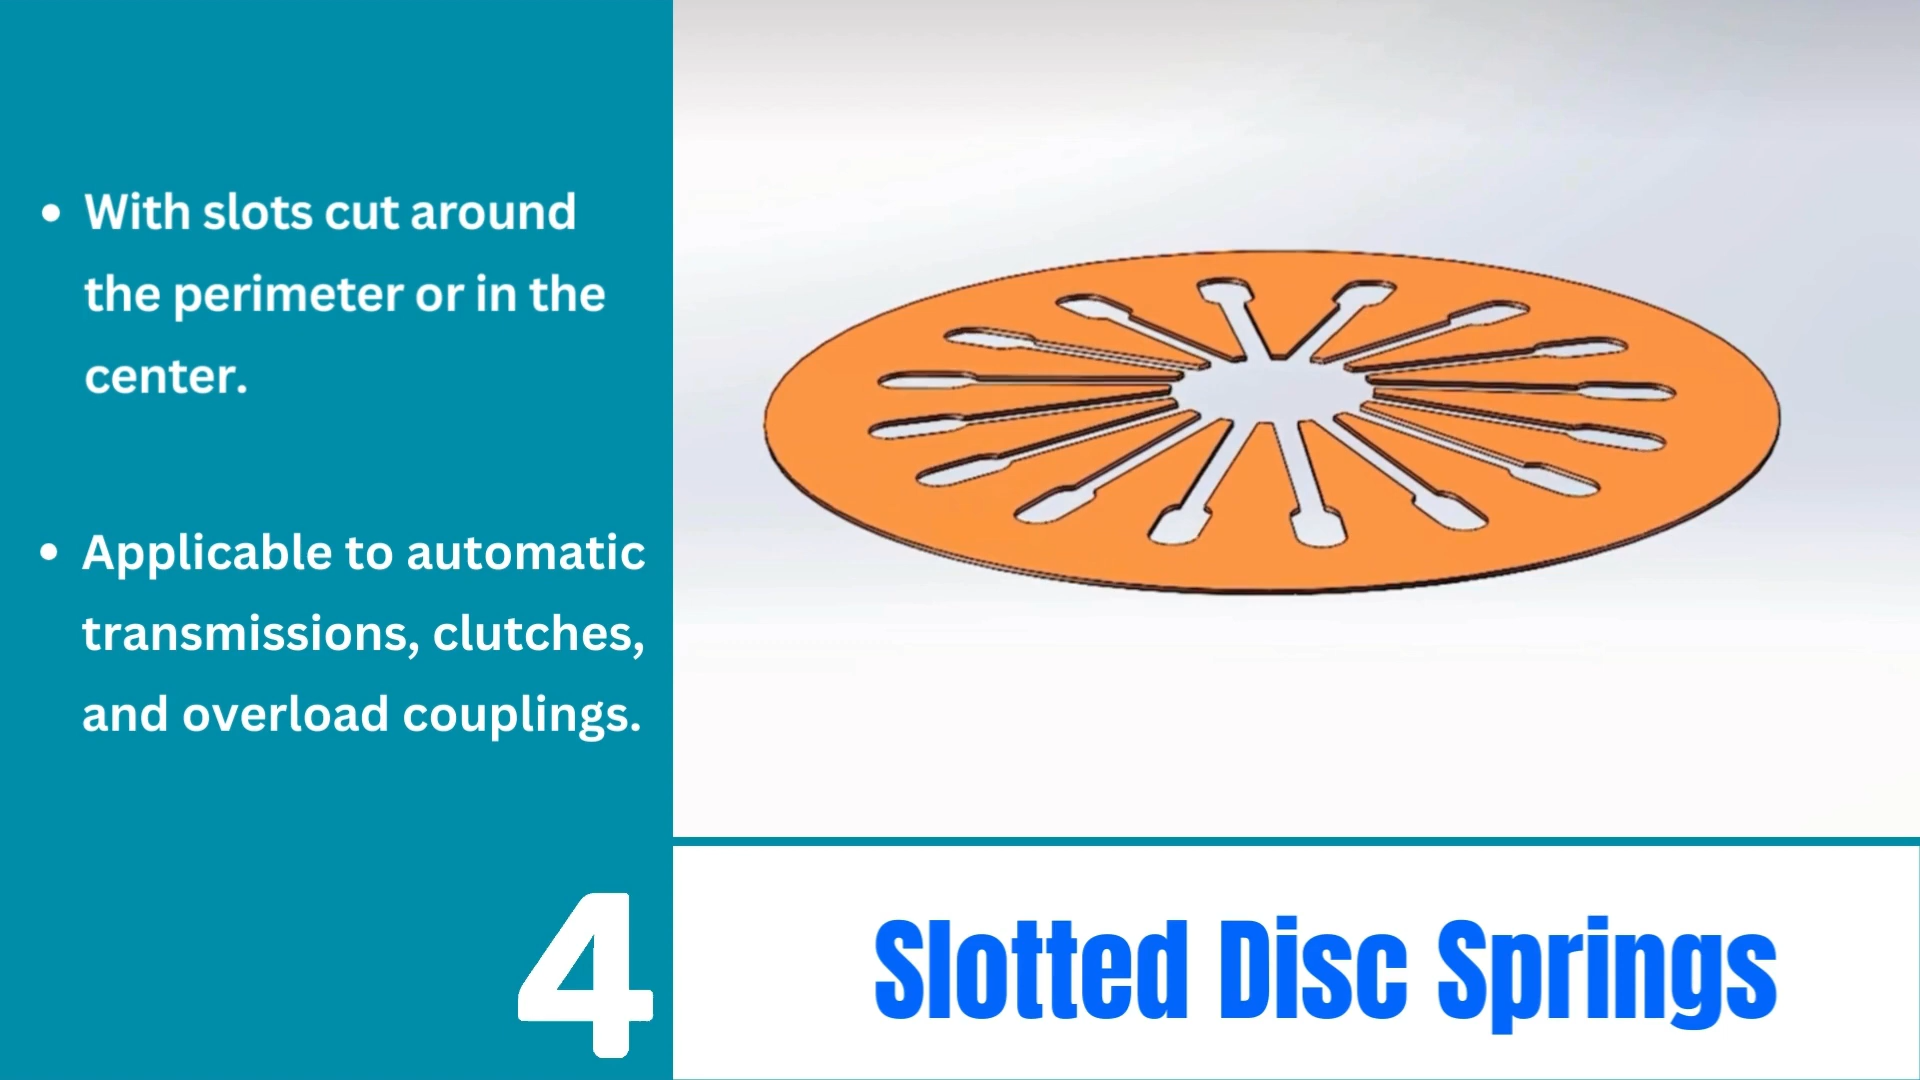 • With slots cut around
the perimeter or in the
center.
• Applicable to automatic
transmissions, clutches,
and overload couplings.
4
Slotted Disc Springs